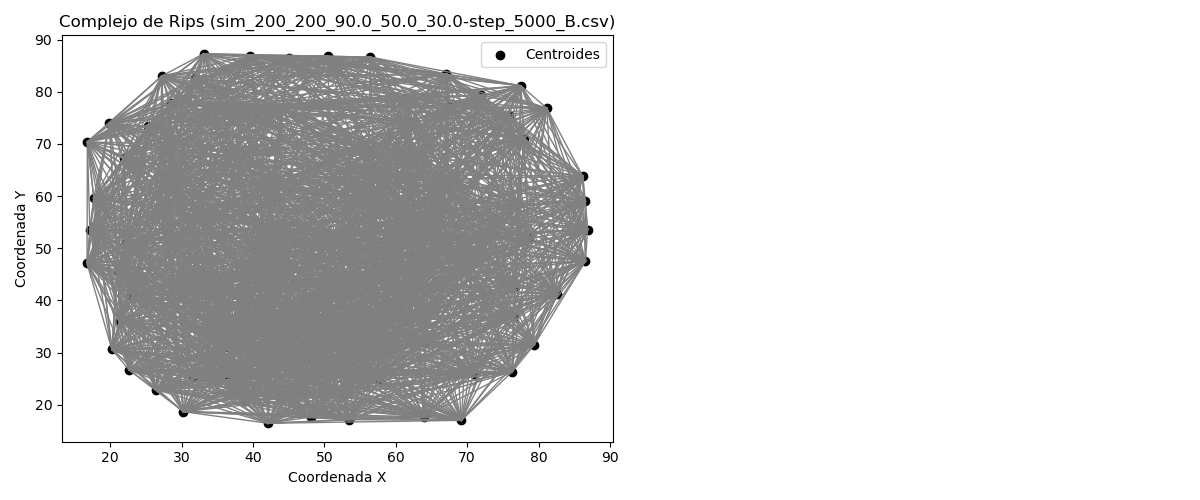 Complejo de Rips (sim_200_200_90.0_50.0_30.0-step_5000_B.csv)
Centroides
90
80
70
60
50
40
30
20
Coordenada Y
20 30 40 50 60 70 80 90
Coordenada X